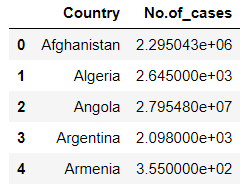 Country No.of_cases
0 Afghanistan 2.295043e+06
1 Algeria 2.645000e+03
2 Angola 2.795480e+07
3 Argentina 2.098000e+03
4 Armenia 3.550000e+02